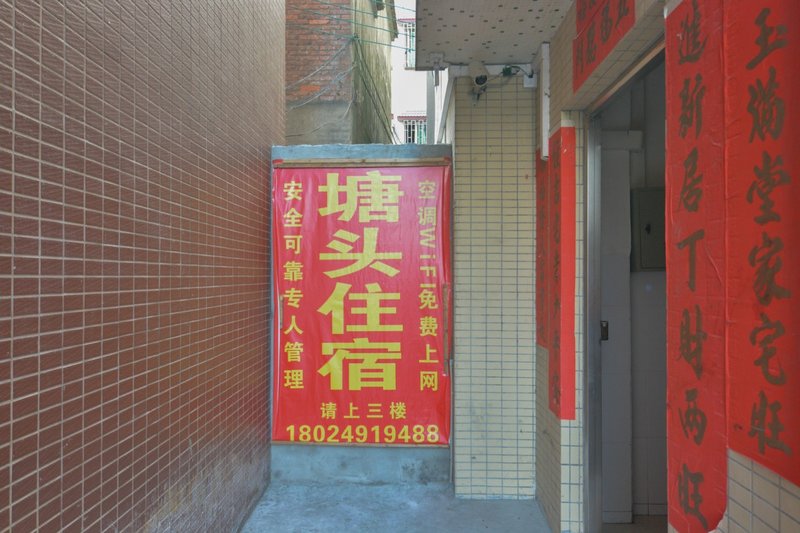 安全可靠专人管理
塘头住宿
空调WiFi免费上网
请上三楼
18024919488
进新居丁财两旺
玉满堂家宅旺